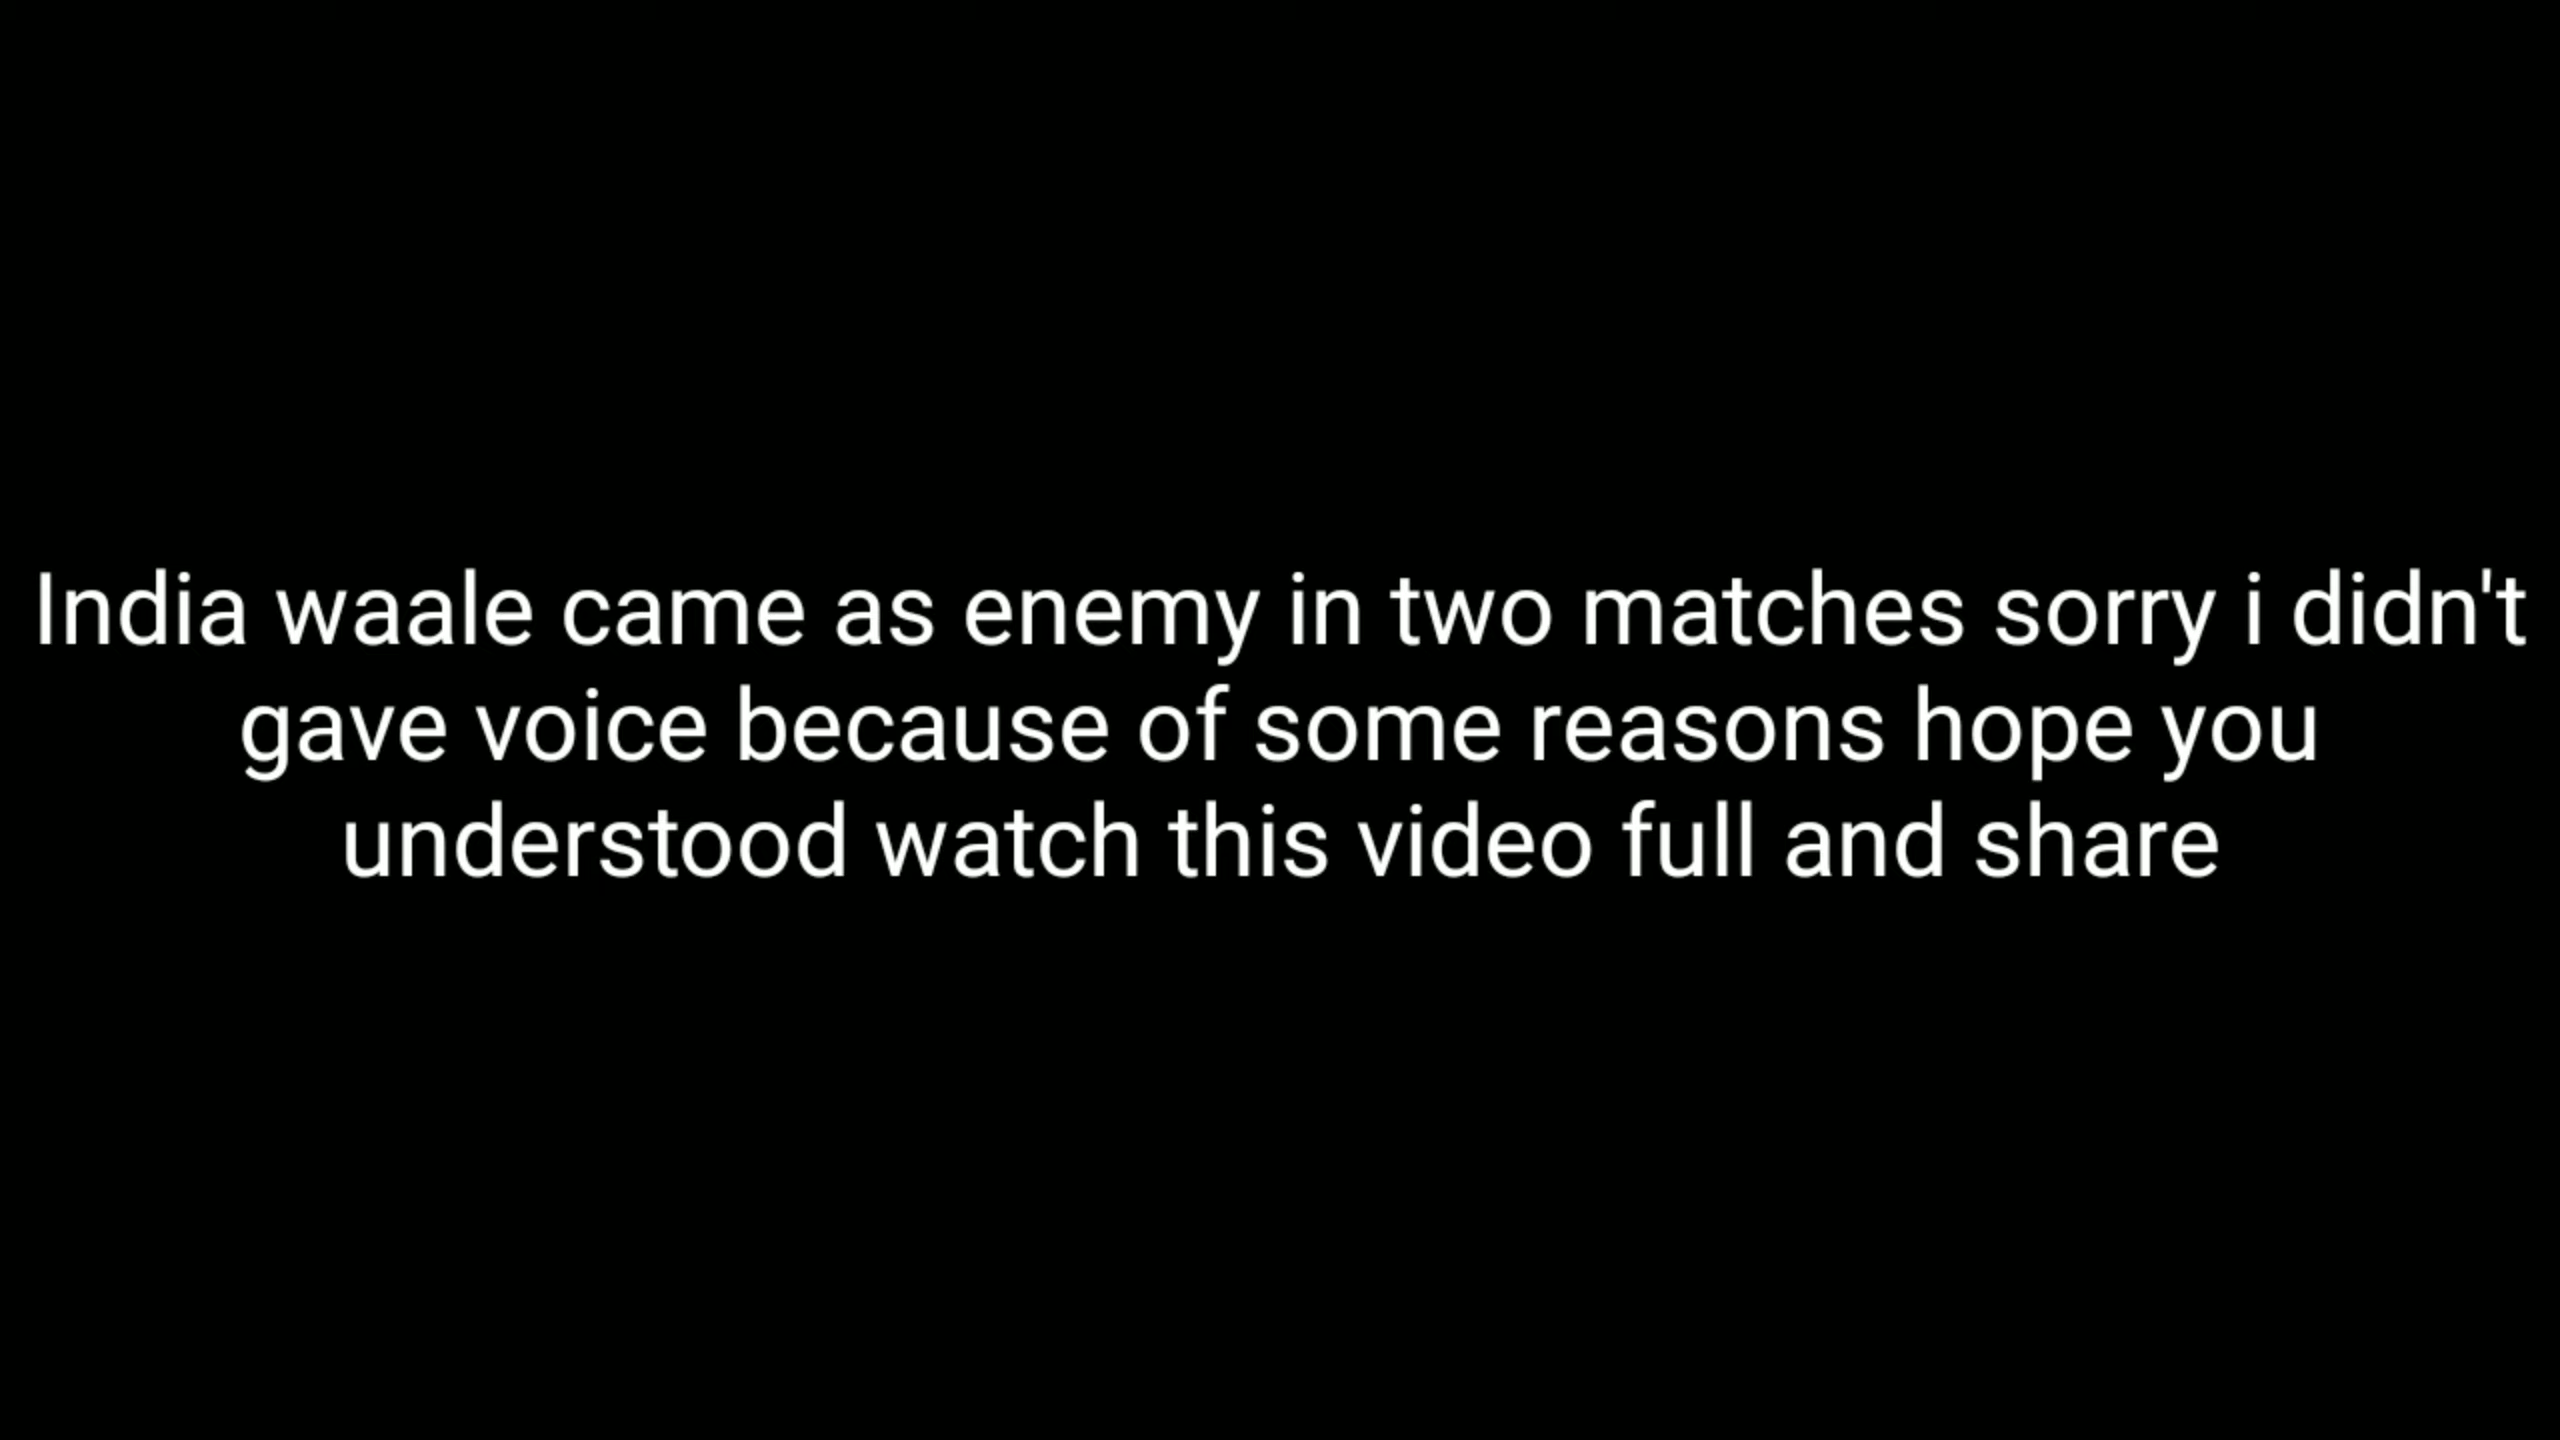 India waale came as enemy in two matches sorry i didn't
gave voice because of some reasons hope you
understood watch this video full and share